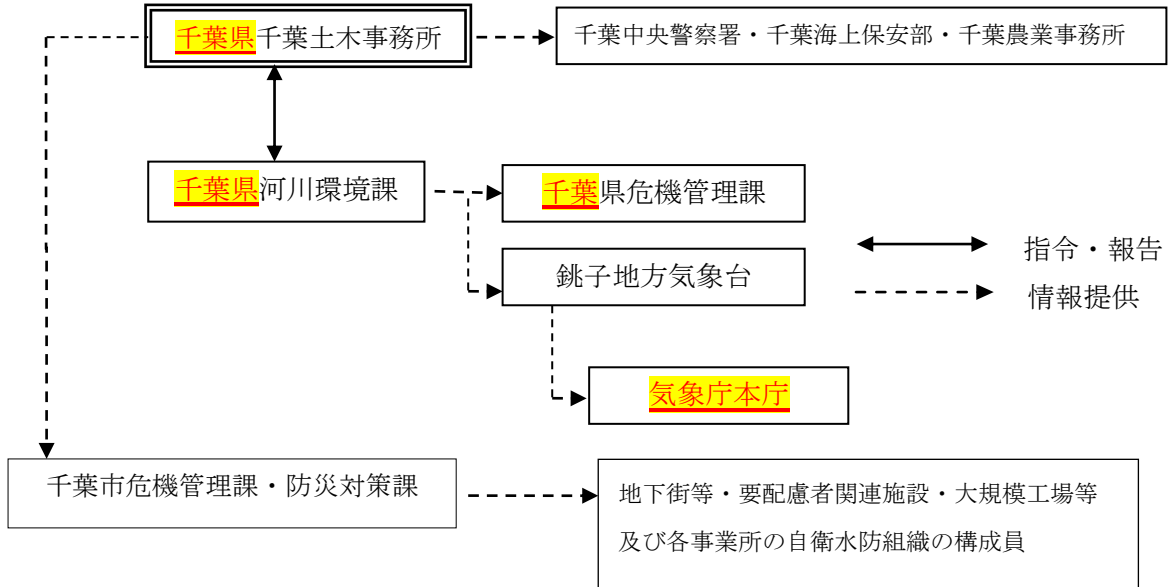 千葉県千葉土木事務所
千葉中央警察署・千葉海上保安部・千葉農業事務所
千葉県河川環境課
千葉県危機管理課
銚子地方気象台
指令・報告
情報提供
気象庁本庁
千葉市危機管理課・防災対策課
地下街等・要配慮者関連施設・大規模工場等
及び各事業所の自衛水防組織の構成員